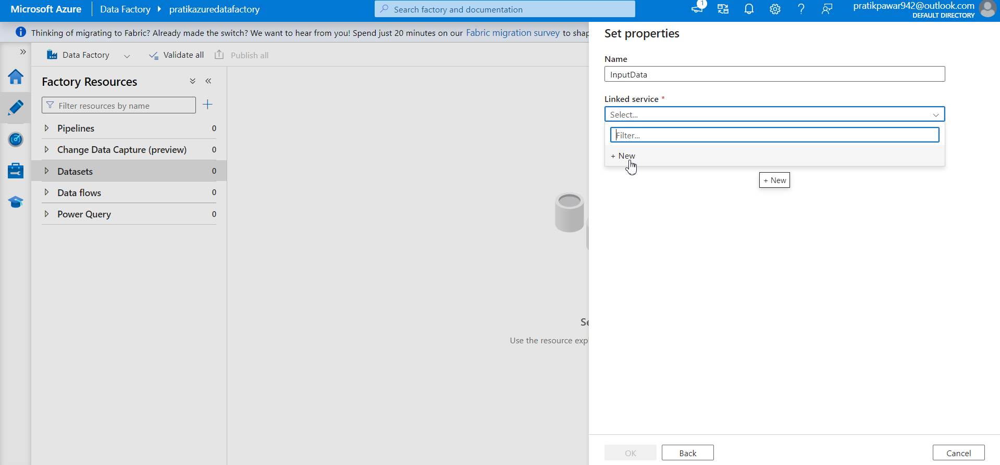 Microsoft Azure
Data Factory
pratikazuredatafactory
Search factory and documentation
1
pratikpawar942@outlook.com
DEFAULT DIRECTORY
Thinking of migrating to Fabric? Already made the switch? We want to hear from you! Spend just 20 minutes on our Fabric migration survey to shap
Data Factory
Validate all
Publish all
Factory Resources
Filter resources by name
Pipelines 0
Change Data Capture (preview) 0
Datasets 0
Data flows 0
Power Query 0
Se
Use the resource exp
Set properties
Name
InputData
Linked service *
Select...
Filter...
+ New
+ New
OK
Back
Cancel